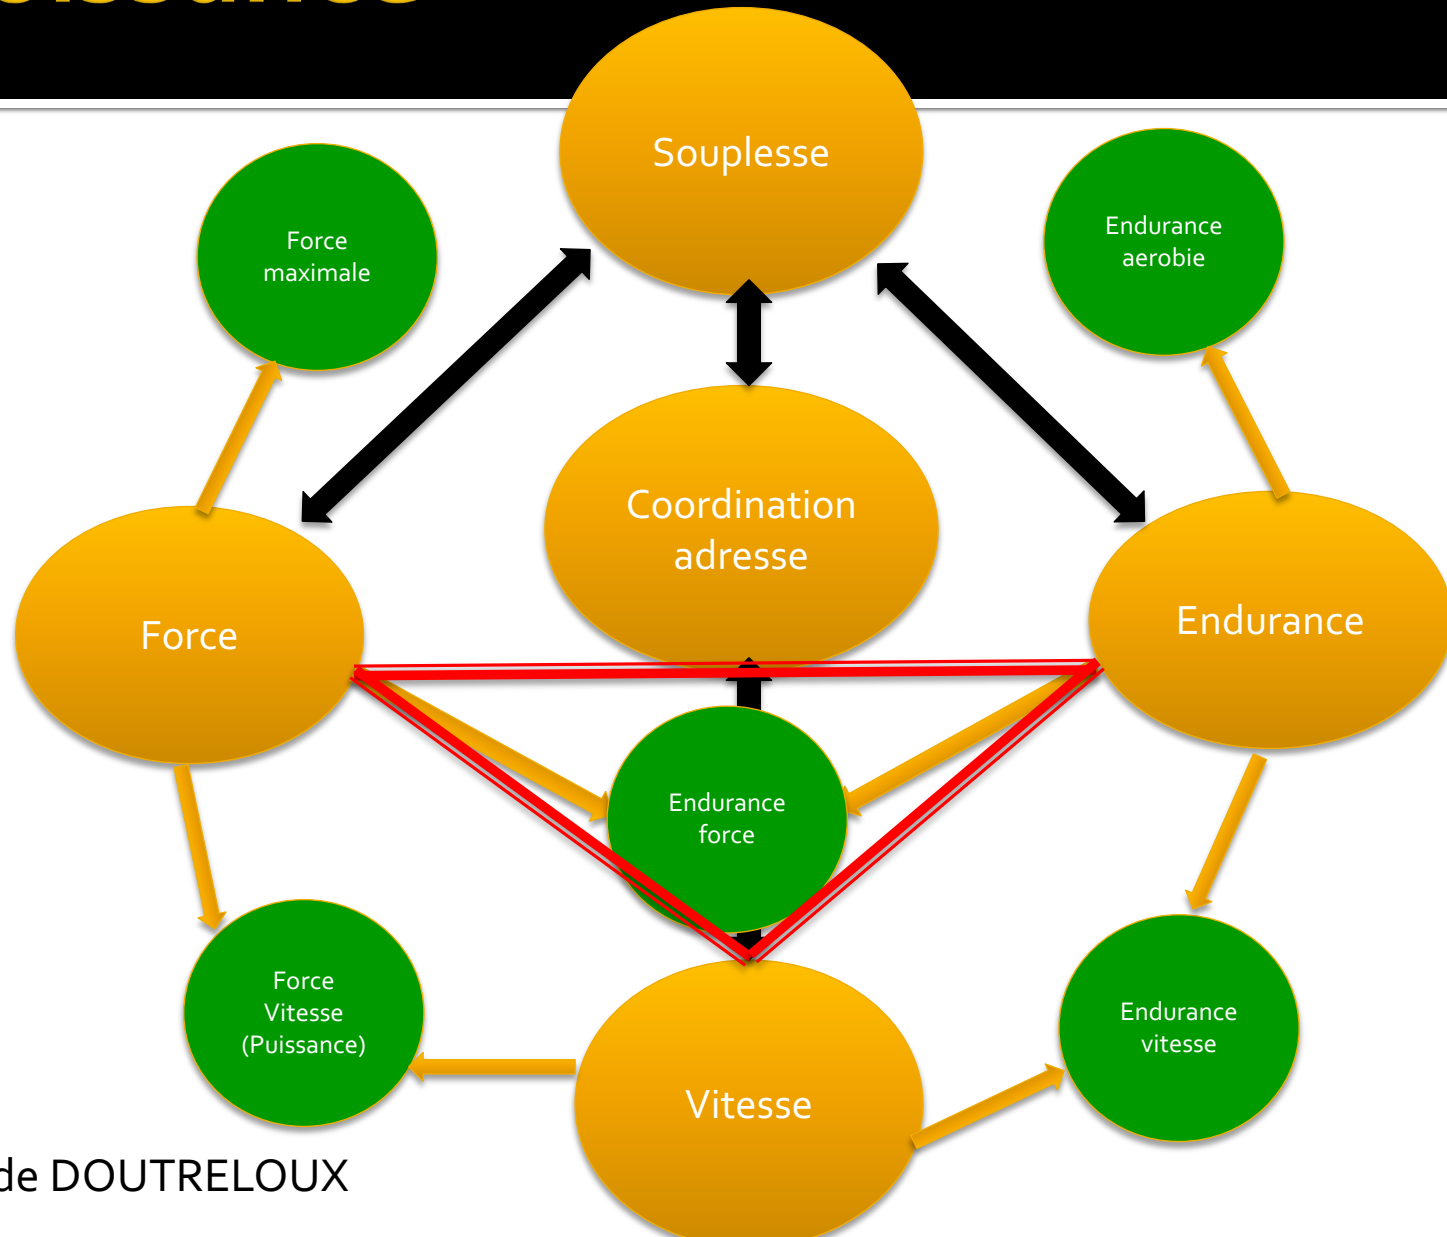 Souplesse
Force
maximale
Endurance
aerobie
Coordination
adresse
Force
Endurance
Endurance
force
Force
Vitesse
(Puissance)
Endurance
vitesse
Vitesse
de DOUTRELOUX